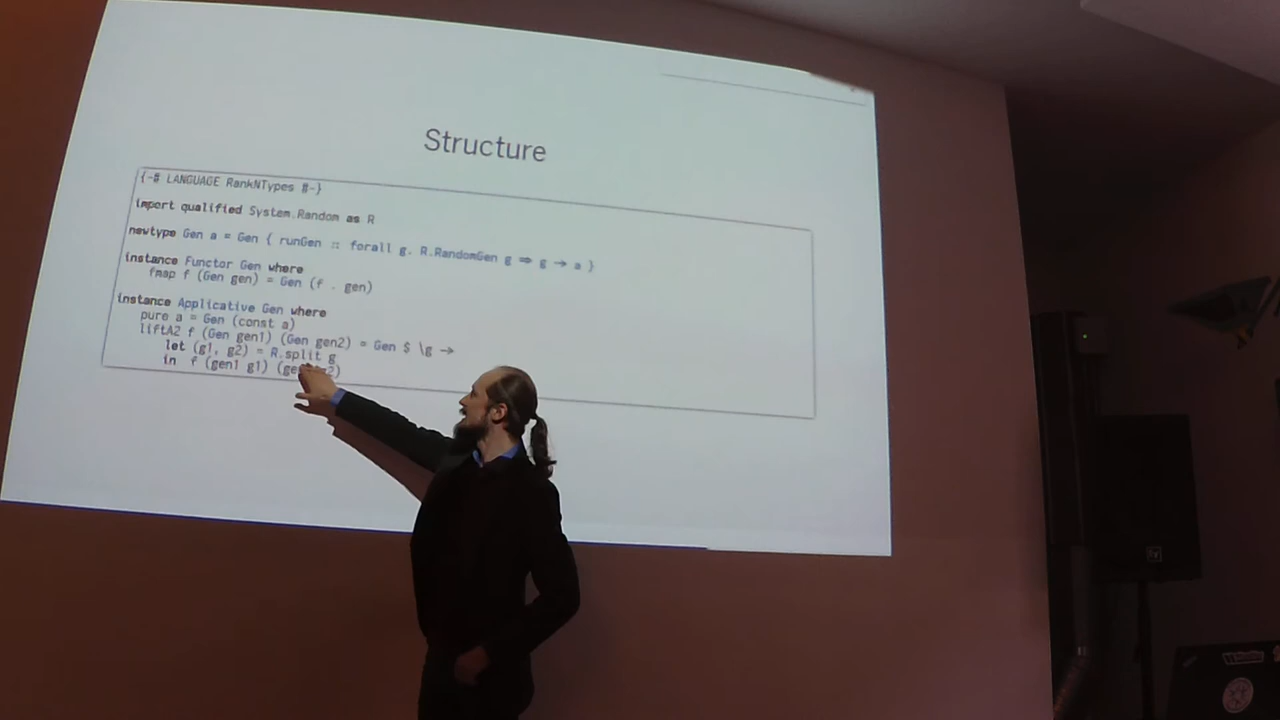 Structure
{-# LANGUAGE RankNTypes #-}
import qualified System.Random as R
newtype Gen a = Gen { runGen :: forall g. R.RandomGen g ⇒ g → a }
instance Functor Gen where
fmap f (Gen gen) = Gen (f . gen)
instance Applicative Gen where
pure a = Gen (const a)
liftA2 f (Gen gen1) (Gen gen2) = Gen $ \g →
let (g1, g2) = R.split g
in f (gen1 g1) (ge g2)